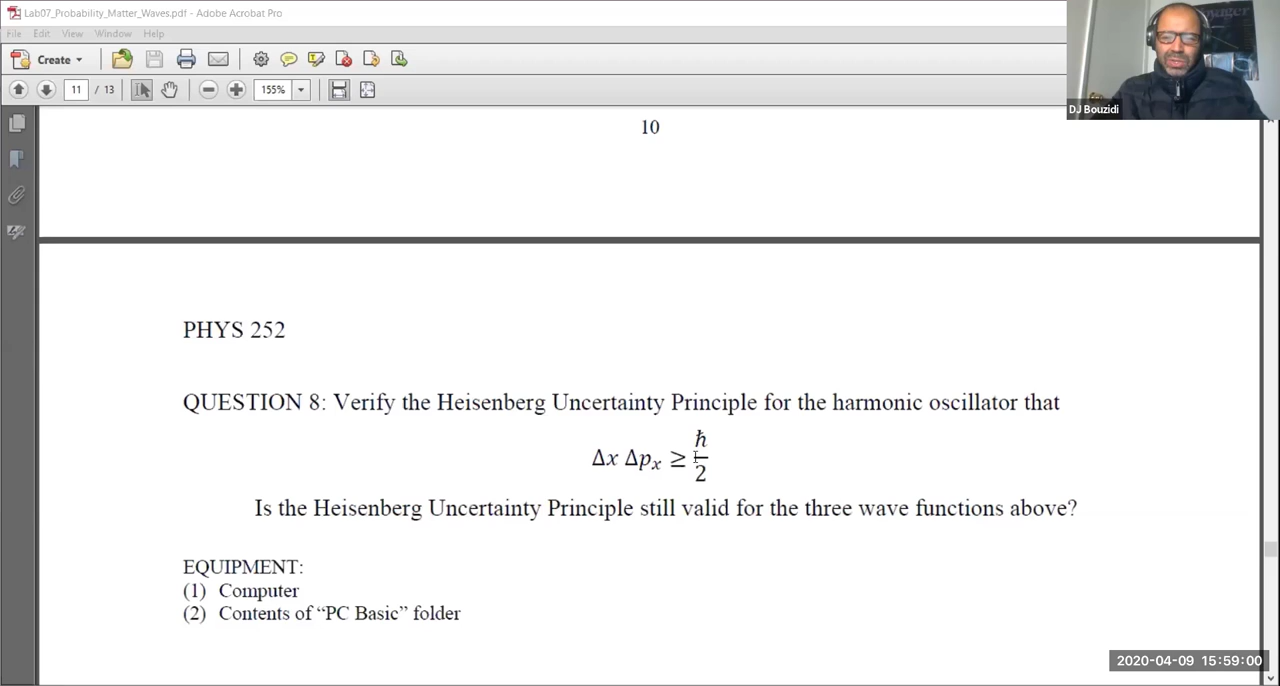 Lab07_Probability_Matter_Waves.pdf - Adobe Acrobat Pro
File Edit View Window Help
Create
11 / 13 155%
DJ Bouzidi
10
PHYS 252
QUESTION 8: Verify the Heisenberg Uncertainty Principle for the harmonic oscillator that
Δx Δpₓ ≥ ℏ/2
Is the Heisenberg Uncertainty Principle still valid for the three wave functions above?
EQUIPMENT:
(1) Computer
(2) Contents of “PC Basic” folder
2020-04-09 15:59:00